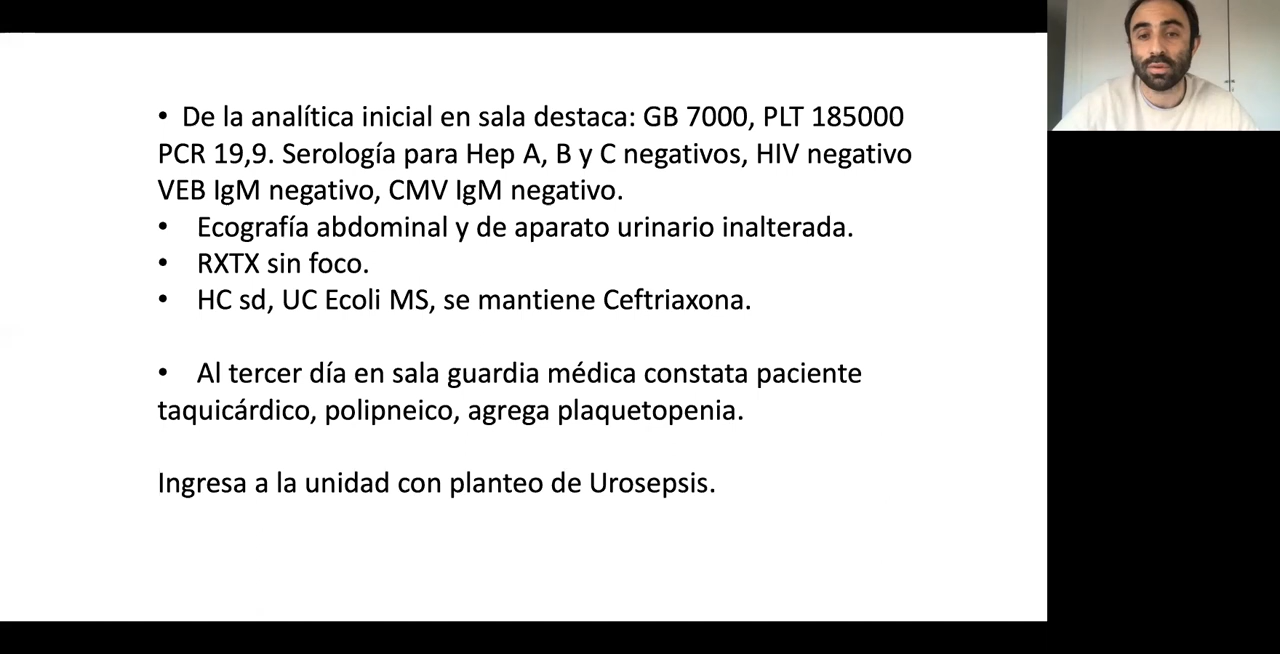 • De la analítica inicial en sala destaca: GB 7000, PLT 185000
PCR 19,9. Serología para Hep A, B y C negativos, HIV negativo
VEB IgM negativo, CMV IgM negativo.
• Ecografía abdominal y de aparato urinario inalterada.
• RXTX sin foco.
• HC sd, UC Ecoli MS, se mantiene Ceftriaxona.
• Al tercer día en sala guardia médica constata paciente
taquicárdico, polipneico, agrega plaquetopenia.
Ingresa a la unidad con planteo de Urosepsis.